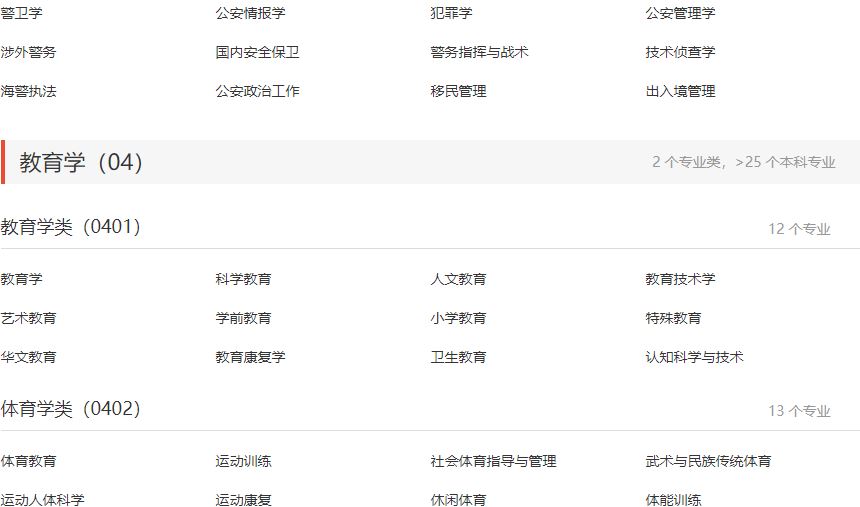 警卫学 公安情报学 犯罪学 公安管理学
涉外警务 国内安全保卫 警务指挥与战术 技术侦查学
海警执法 公安政治工作 移民管理 出入境管理
教育学（04） 2 个专业类，>25 个本科专业
教育学类（0401） 12 个专业
教育学 科学教育 人文教育 教育技术学
艺术教育 学前教育 小学教育 特殊教育
华文教育 教育康复学 卫生教育 认知科学与技术
体育学类（0402） 13 个专业
体育教育 运动训练 社会体育指导与管理 武术与民族传统体育
运动人体科学 运动康复 休闲体育 体能训练